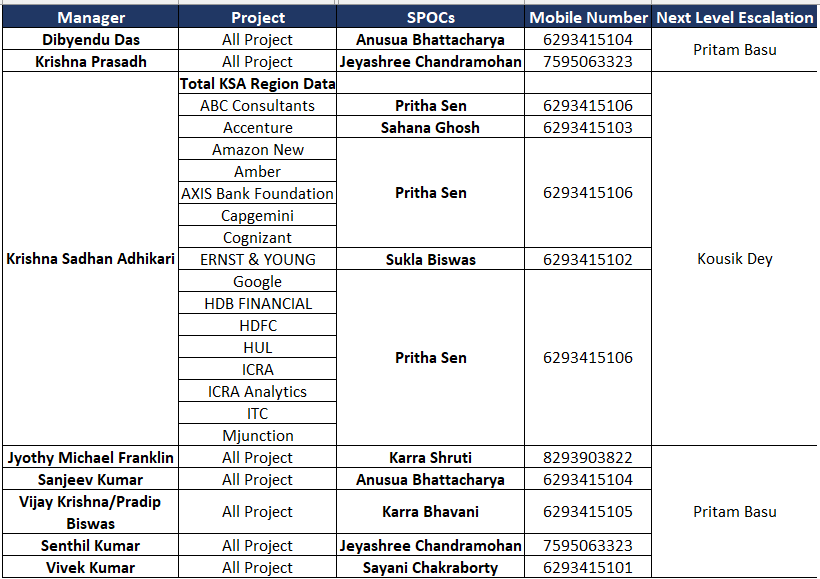 Manager Project SPOCs Mobile Number Next Level Escalation
Dibyendu Das All Project Anusua Bhattacharya 6293415104
Pritam Basu
Krishna Prasadh All Project Jeyashree Chandramohan 7595063323
Total KSA Region Data
ABC Consultants Pritha Sen 6293415106
Accenture Sahana Ghosh 6293415103
Amazon New
Amber
AXIS Bank Foundation Pritha Sen 6293415106
Capgemini
Cognizant
Krishna Sadhan Adhikari ERNST & YOUNG Sukla Biswas 6293415102 Kousik Dey
Google
HDB FINANCIAL
HDFC
HUL
Pritha Sen 6293415106
ICRA
ICRA Analytics
ITC
Mjunction
Jyothy Michael Franklin All Project Karra Shruti 8293903822
Sanjeev Kumar All Project Anusua Bhattacharya 6293415104
Vijay Krishna/Pradip
Biswas
All Project Karra Bhavani 6293415105 Pritam Basu
Senthil Kumar All Project Jeyashree Chandramohan 7595063323
Vivek Kumar All Project Sayani Chakraborty 6293415101